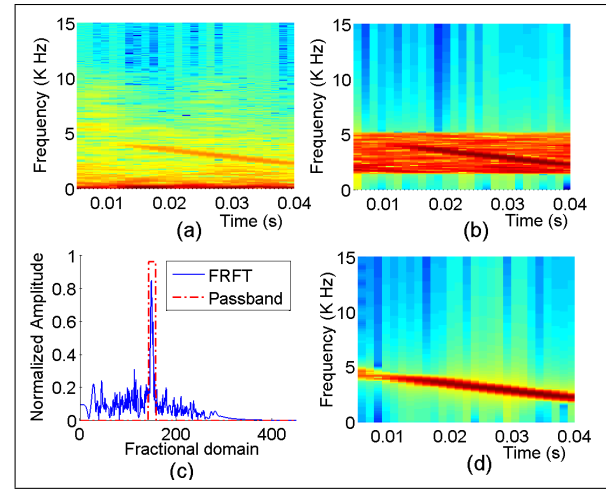 Frequency (K Hz)
15
10
5
0
0.01 0.02 0.03 0.04
Time (s)
(a)
Frequency (K Hz)
15
10
5
0
0.01 0.02 0.03 0.04
Time (s)
(b)
Normalized Amplitude
1
0.8
0.6
0.4
0.2
0
0 200 400
Fractional domain
FRFT
Passband
(c)
Frequency (K Hz)
15
10
5
0
0.01 0.02 0.03 0.04
Time (s)
(d)